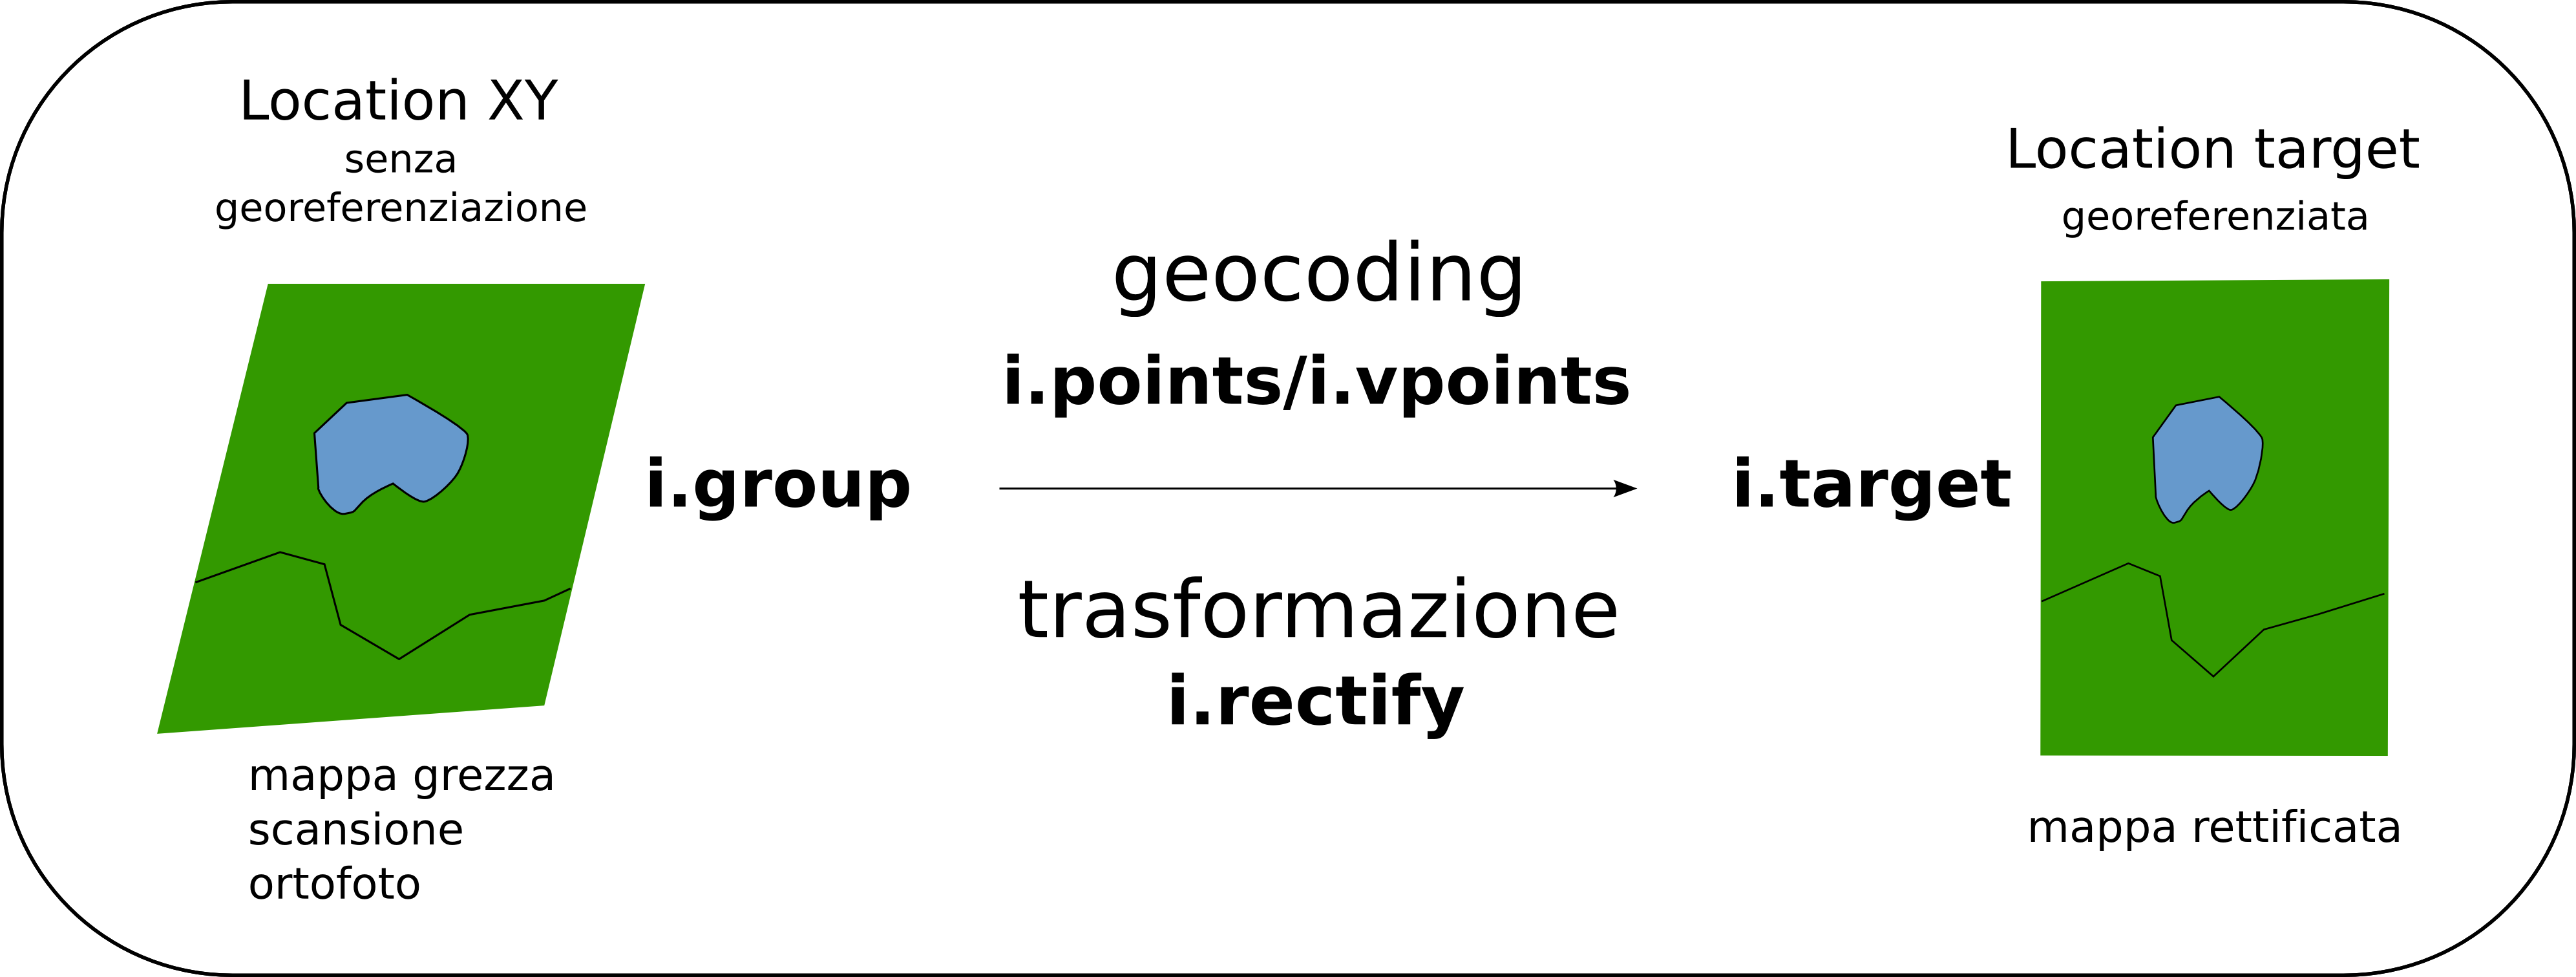 Location XY
senza
georeferenziazione
mappa grezza
scansione
ortofoto
i.group
geocoding
i.points/i.vpoints
trasformazione
i.rectify
i.target
Location target
georeferenziata
mappa rettificata